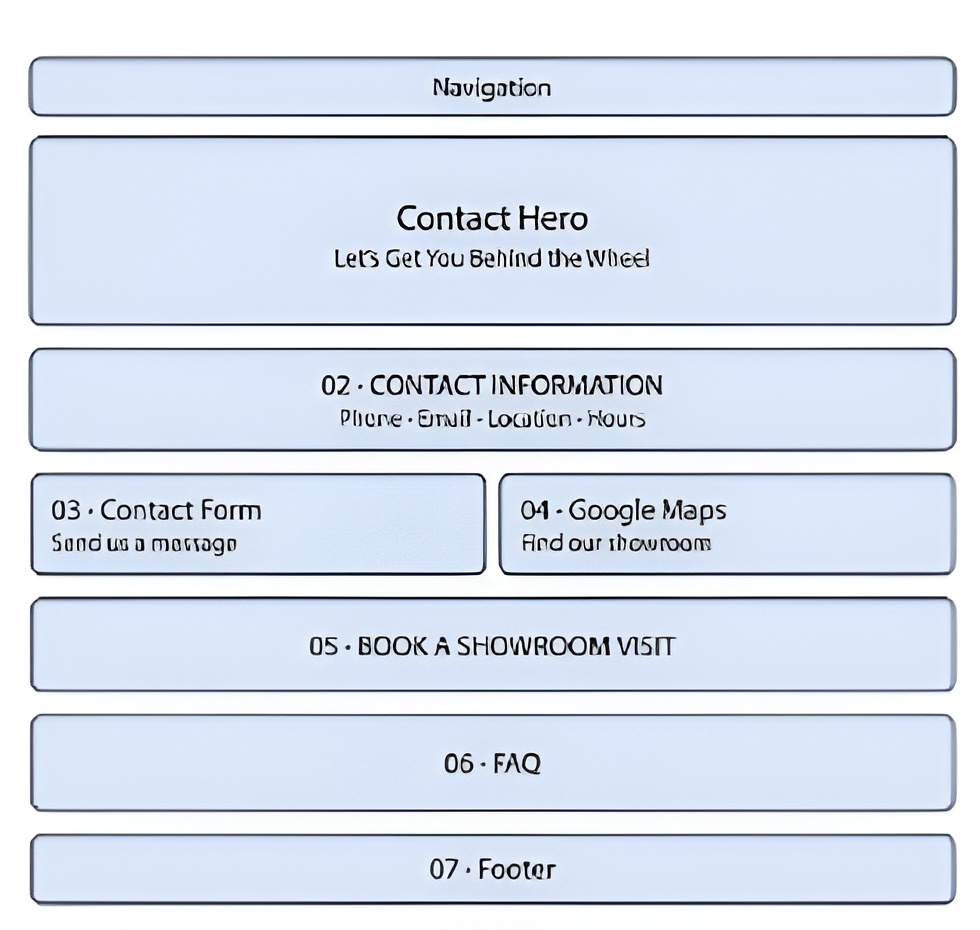 Navigation
Contact Hero
Let's Get You Behind the Wheel
02 · CONTACT INFORMATION
Phone · Email · Location · Hours
03 · Contact Form
Send us a message
04 · Google Maps
Find our showroom
05 · BOOK A SHOWROOM VISIT
06 · FAQ
07 · Footer